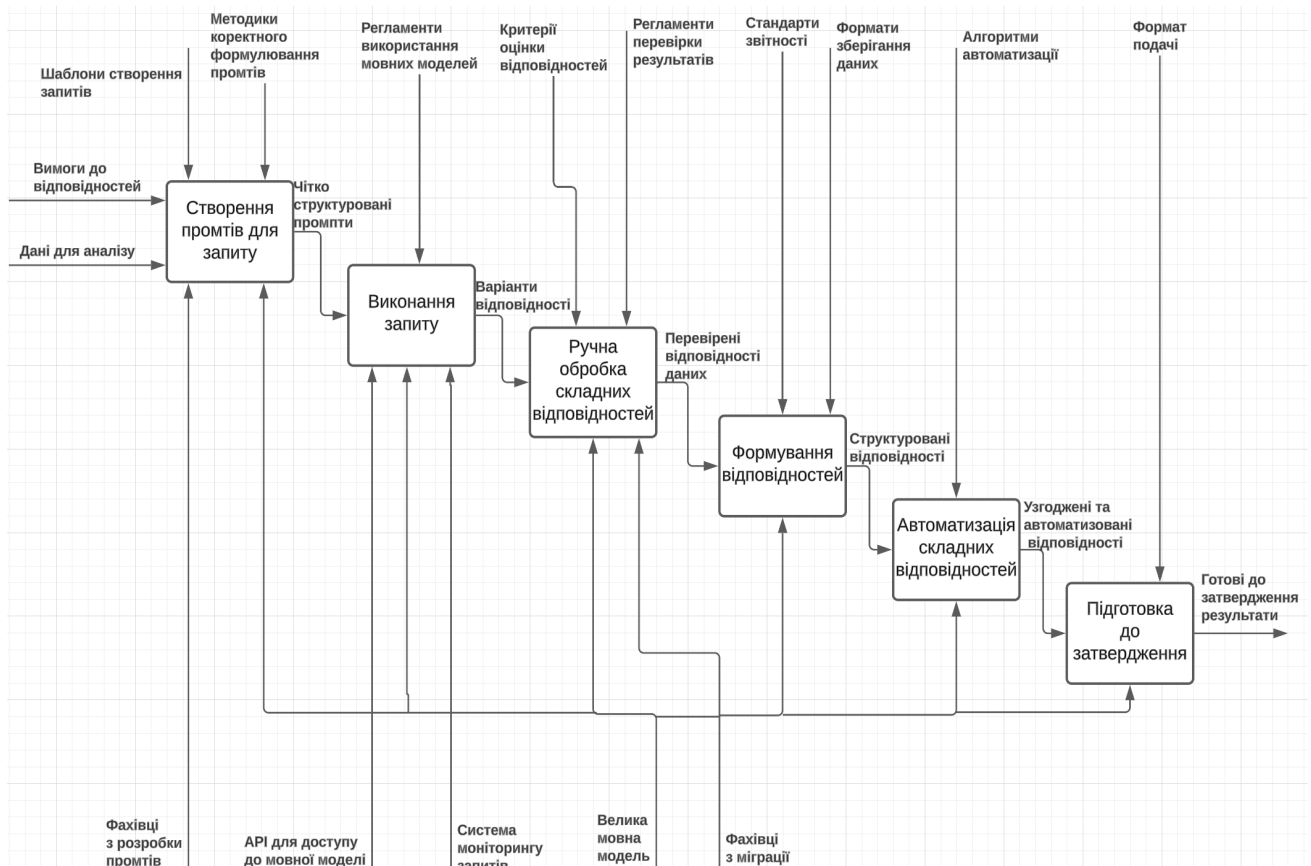 Методики
коректного
формулювання
промтів
Шаблони створення
запитів
Регламенти
використання
мовних моделей
Критерії
оцінки
відповідностей
Регламенти
перевірки
результатів
Стандарти
звітності
Формати
зберігання
даних
Алгоритми
автоматизації
Формат
подачі
Вимоги до
відповідностей
Дані для аналізу
Створення
промтів для
запиту
Чітко
структуровані
промпти
Виконання
запиту
Варіанти
відповідності
Ручна
обробка
складних
відповідностей
Перевірені
відповідності
даних
Формування
відповідностей
Структуровані
відповідності
Автоматизація
складних
відповідностей
Узгоджені та
автоматизовані
відповідності
Підготовка
до
затвердження
Готові до
затвердження
результати
Фахівці
з розробки
промтів
АРІ для доступу
до мовної моделі
Система
моніторингу
запитів
Велика
мовна
модель
Фахівці
з міграції